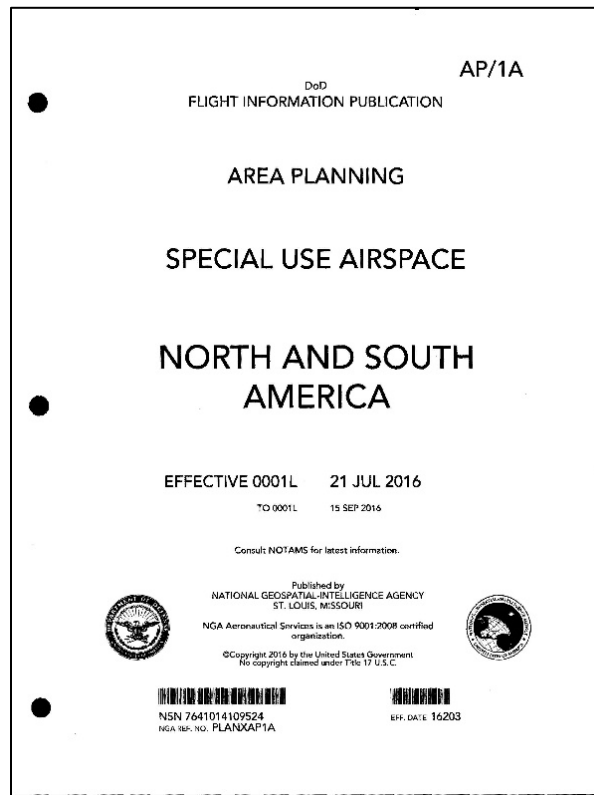 AP/1A
DoD
FLIGHT INFORMATION PUBLICATION
AREA PLANNING
SPECIAL USE AIRSPACE
NORTH AND SOUTH
AMERICA
EFFECTIVE 0001L 21 JUL 2016
TO 0001L 15 SEP 2016
Consult NOTAMS for latest information.
Published by
NATIONAL GEOSPATIAL-INTELLIGENCE AGENCY
ST. LOUIS, MISSOURI
NGA Aeronautical Services is an ISO 9001:2008 certified
organization.
©Copyright 2016 by the United States Government
No copyright claimed under Title 17 U.S.C.
NSN 7641014109524
NGA REF. NO. PLANXAP1A
EFF. DATE 16203